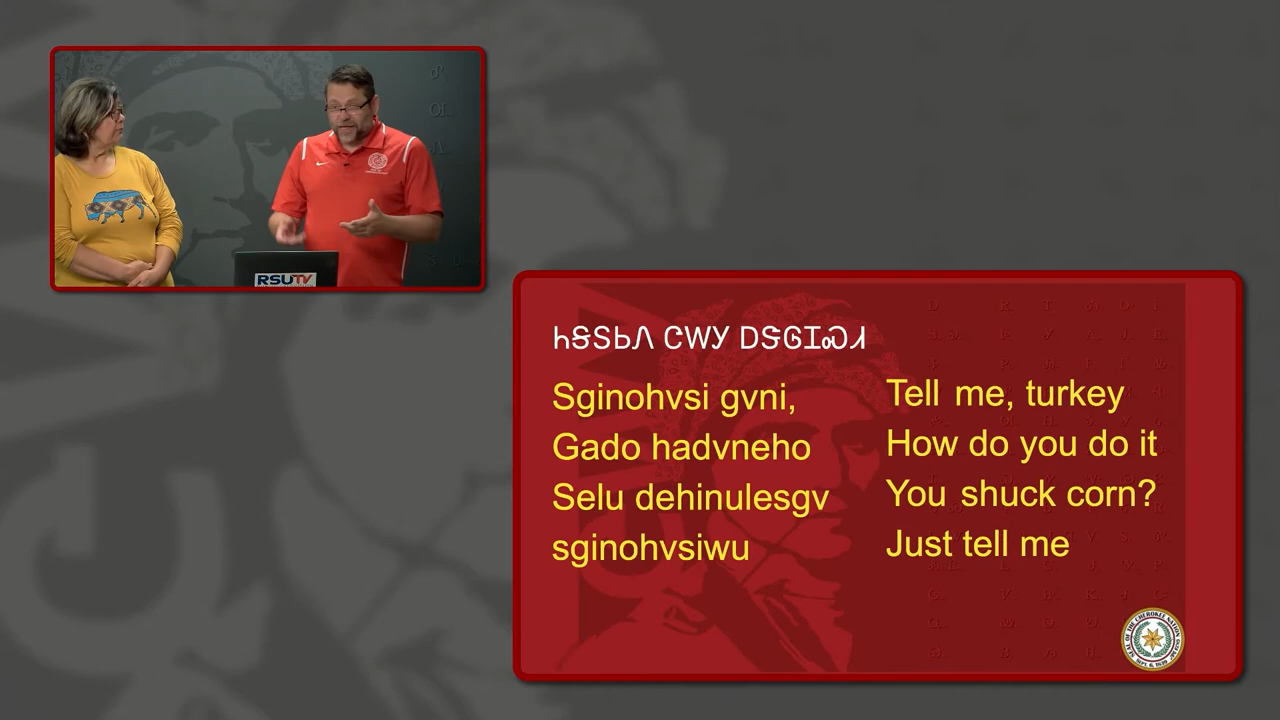 ᏂᎦᏚᏏᏁ ᏣᎳᎩ ᎠᏕᎶᏆᏍᏗ
Sginohvsi gvni,
Gado hadvneho
Selu dehinulesgv
sginohvsiwu
Tell me, turkey
How do you do it
You shuck corn?
Just tell me
RSUTV